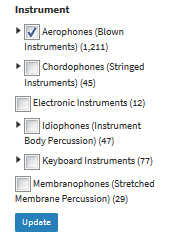 Instrument
Aerophones (Blown
Instruments) (1,211)
Chordophones (Stringed
Instruments) (45)
Electronic Instruments (12)
Idiophones (Instrument
Body Percussion) (47)
Keyboard Instruments (77)
Membranophones (Stretched
Membrane Percussion) (29)
Update